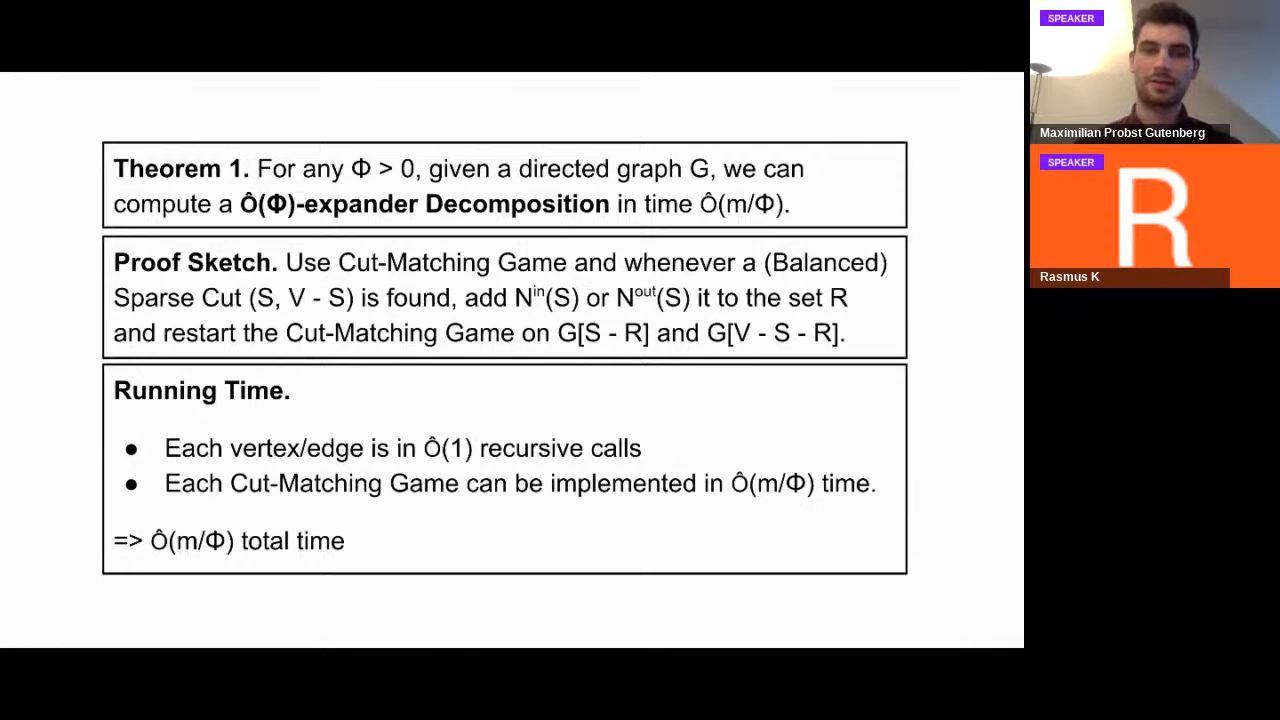 Theorem 1. For any Φ > 0, given a directed graph G, we can
compute a Ô(Φ)-expander Decomposition in time Ô(m/Φ).
Proof Sketch. Use Cut-Matching Game and whenever a (Balanced)
Sparse Cut (S, V - S) is found, add Nⁱⁿ(S) or Nᵒᵘᵗ(S) it to the set R
and restart the Cut-Matching Game on G[S - R] and G[V - S - R].
Running Time.
● Each vertex/edge is in Ô(1) recursive calls
● Each Cut-Matching Game can be implemented in Ô(m/Φ) time.
=> Ô(m/Φ) total time
SPEAKER
Maximilian Probst Gutenberg
SPEAKER
R
Rasmus K